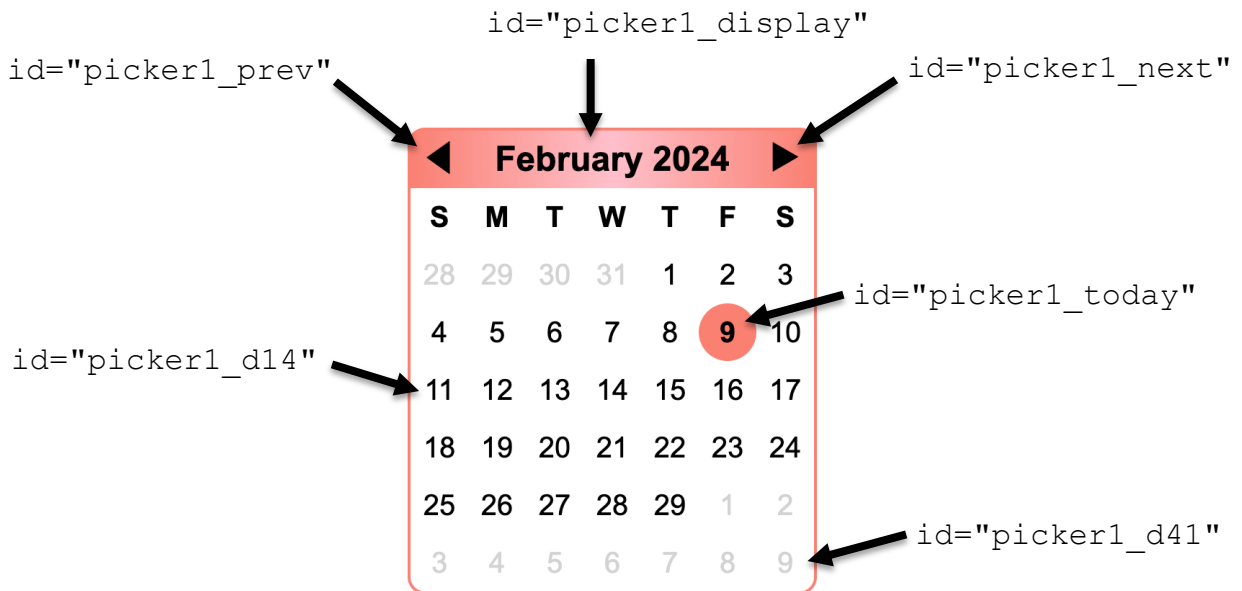 id="picker1_display"
id="picker1_prev"
id="picker1_next"
February 2024
S M T W T F S
28 29 30 31 1 2 3
id="picker1_today"
4 5 6 7 8 9 10
id="picker1_d14"
11 12 13 14 15 16 17
18 19 20 21 22 23 24
25 26 27 28 29 1 2
id="picker1_d41"
3 4 5 6 7 8 9